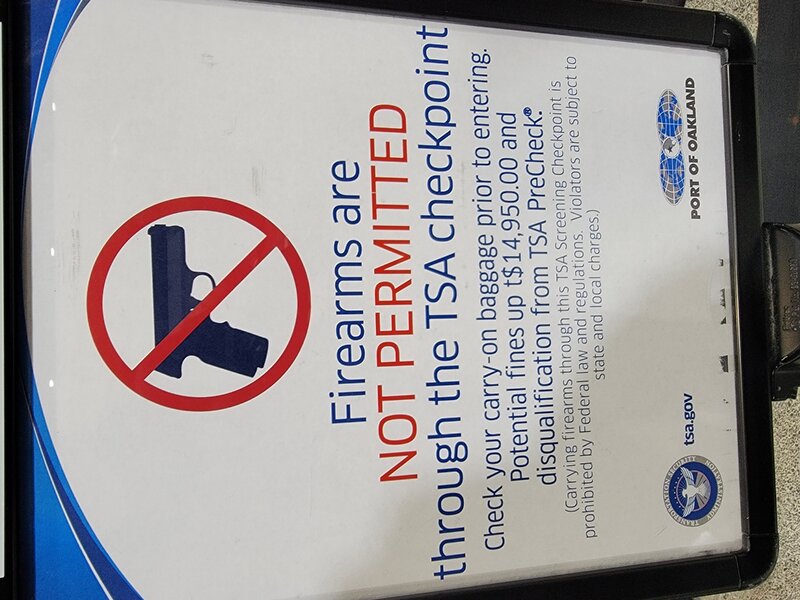 Firearms are
NOT PERMITTED
through the TSA checkpoint
Check your carry-on baggage prior to entering.
Potential fines up t$14,950.00 and
disqualification from TSA PreCheck®.
(Carrying firearms through this TSA Screening Checkpoint is
prohibited by Federal law and regulations. Violators are subject to
state and local charges.)
tsa.gov
PORT OF OAKLAND